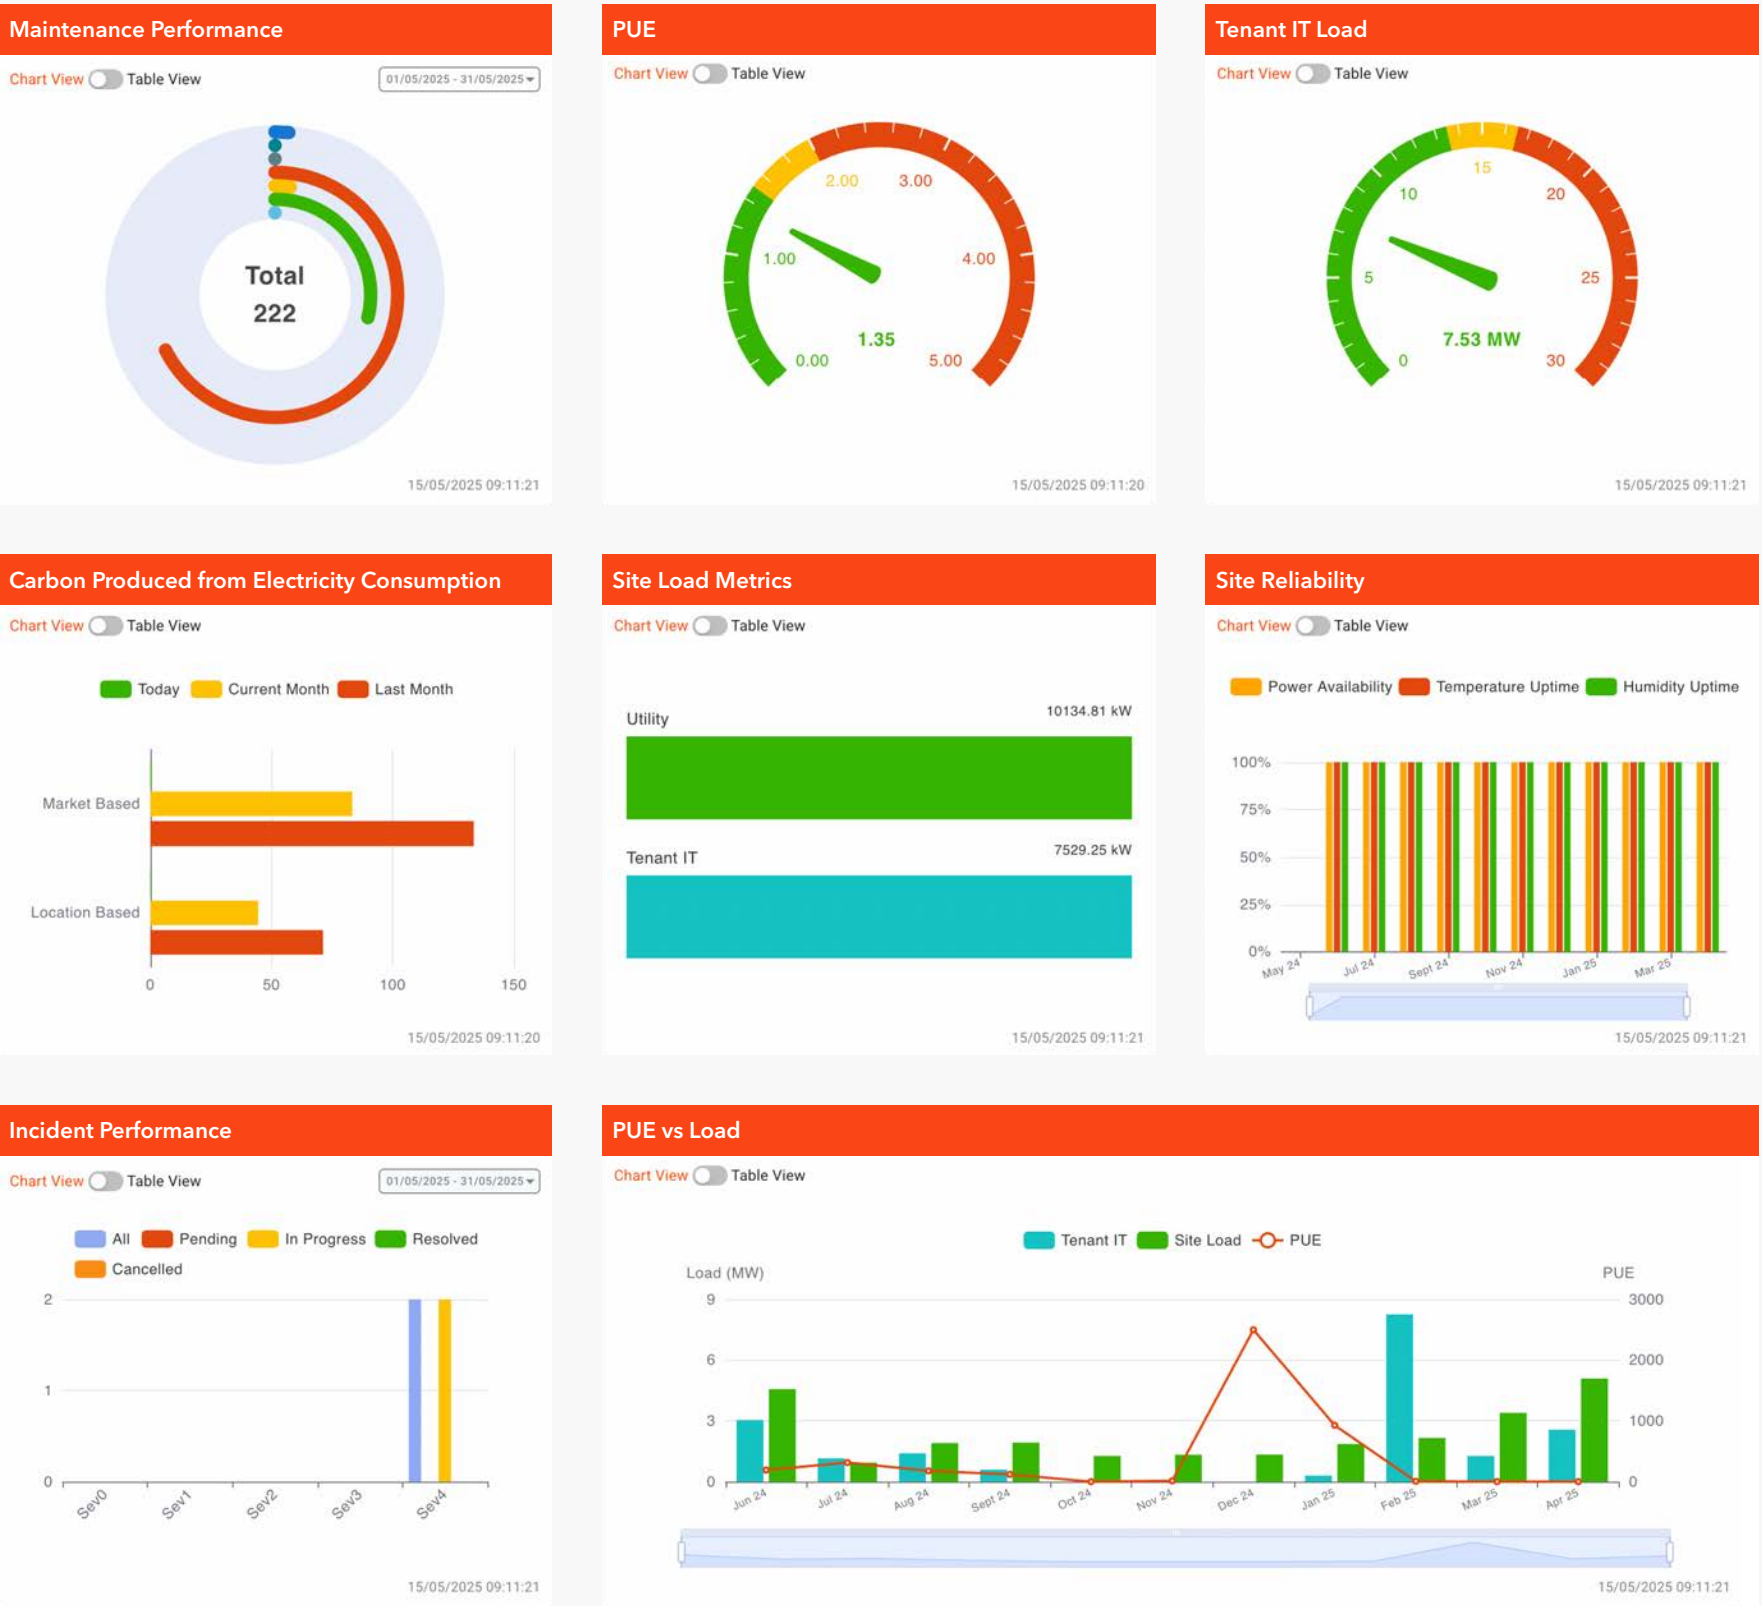 Maintenance Performance
Chart View Table View
01/05/2025 - 31/05/2025
Total
222
15/05/2025 09:11:21
PUE
Chart View Table View
0.00
1.00
2.00
3.00
4.00
5.00
1.35
15/05/2025 09:11:20
Tenant IT Load
Chart View Table View
0
5
10
15
20
25
30
7.53 MW
15/05/2025 09:11:21
Carbon Produced from Electricity Consumption
Chart View Table View
Today Current Month Last Month
Market Based
Location Based
0 50 100 150
15/05/2025 09:11:20
Site Load Metrics
Chart View Table View
Utility 10134.81 kW
Tenant IT 7529.25 kW
15/05/2025 09:11:21
Site Reliability
Chart View Table View
Power Availability Temperature Uptime Humidity Uptime
100%
75%
50%
25%
0%
May 24 Jul 24 Sept 24 Nov 24 Jan 25 Mar 25
15/05/2025 09:11:21
Incident Performance
Chart View Table View
01/05/2025 - 31/05/2025
All Pending In Progress Resolved
Cancelled
2
1
0
Sev0 Sev1 Sev2 Sev3 Sev4
15/05/2025 09:11:21
PUE vs Load
Chart View Table View
Tenant IT Site Load PUE
Load (MW) PUE
9 3000
6 2000
3 1000
0 0
Jun 24 Jul 24 Aug 24 Sept 24 Oct 24 Nov 24 Dec 24 Jan 25 Feb 25 Mar 25 Apr 25
15/05/2025 09:11:21